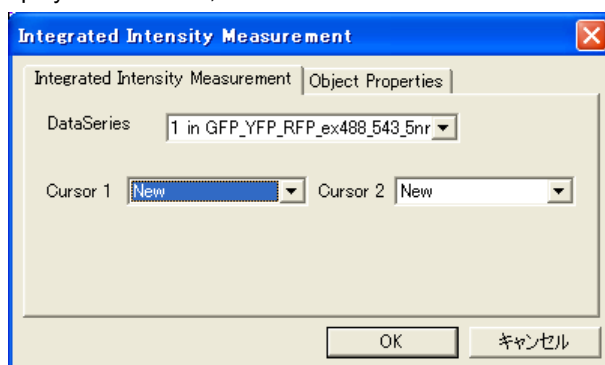 Integrated Intensity Measurement
Integrated Intensity Measurement Object Properties
DataSeries 1 in GFP_YFP_RFP_ex488_543_5nr
Cursor 1 New Cursor 2 New
OK キャンセル